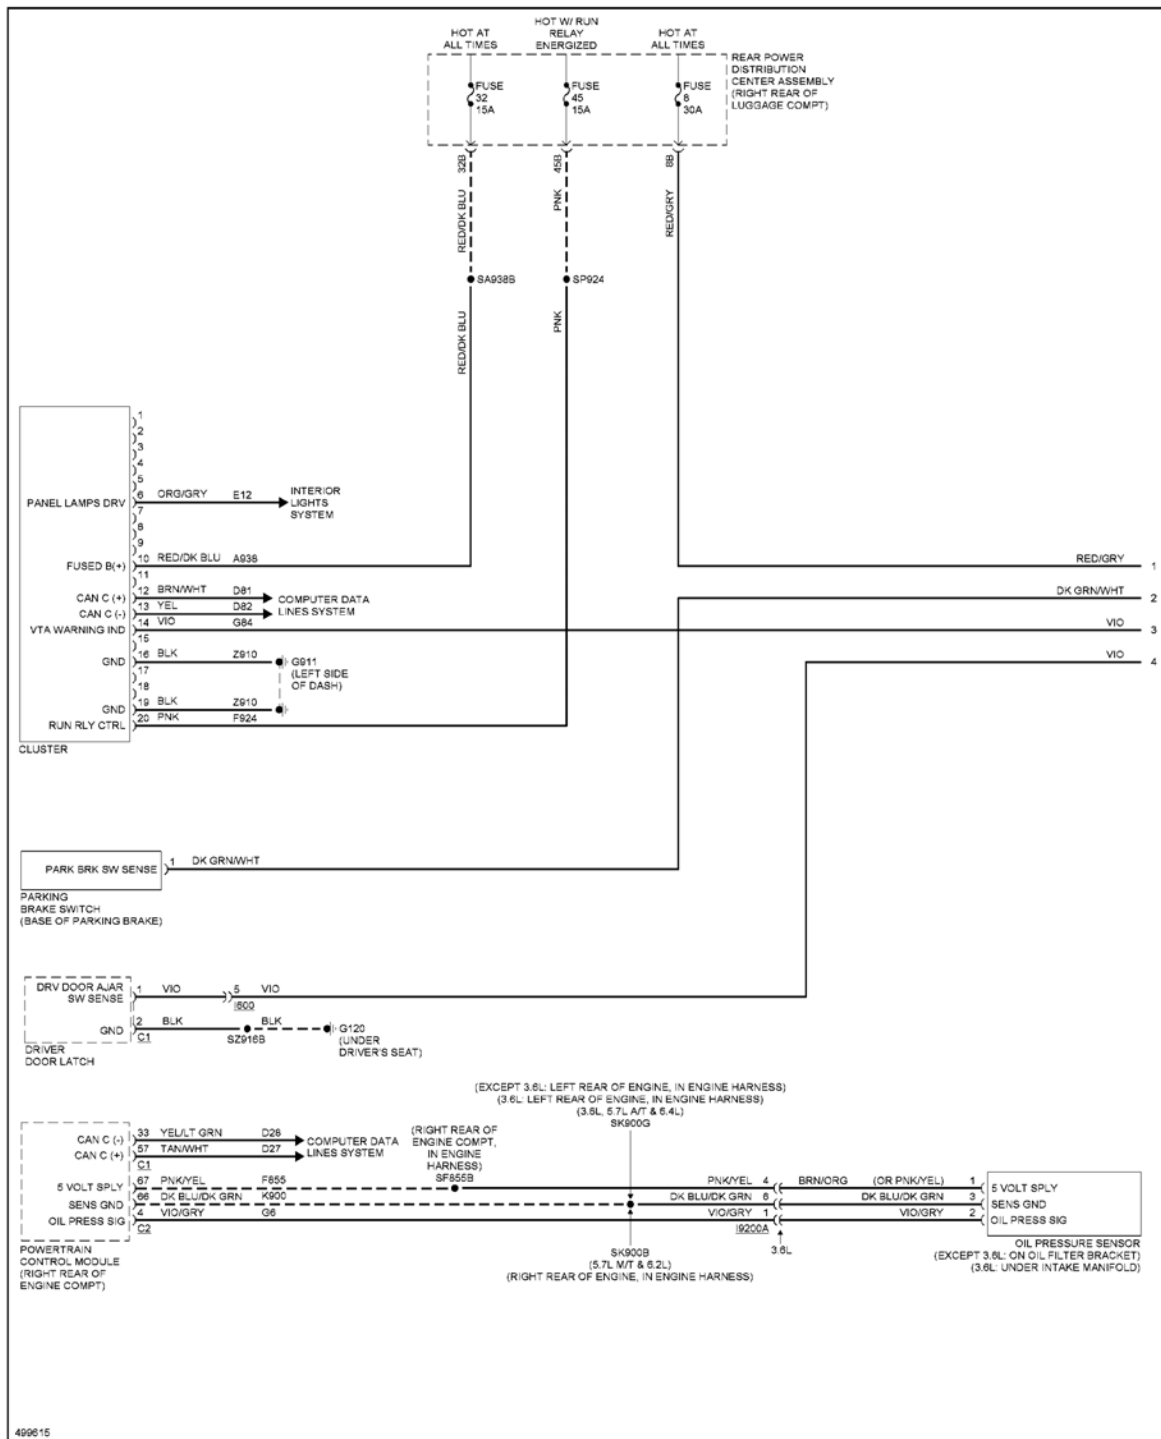 HOT AT
ALL TIMES
HOT W/ RUN
RELAY
ENERGIZED
HOT AT
ALL TIMES
REAR POWER
DISTRIBUTION
CENTER ASSEMBLY
(RIGHT REAR OF
LUGGAGE COMPT)
FUSE
32
15A
FUSE
45
15A
FUSE
8
30A
32B
45B
8B
RED/DK BLU
PNK
RED/GRY
SA938B
SP924
RED/DK BLU
PNK
1
2
3
4
5
PANEL LAMPS DRV 6 ORG/GRY E12
INTERIOR
LIGHTS
SYSTEM
7
8
9
FUSED B(+) 10 RED/DK BLU A938
RED/GRY 1
11
CAN C (+) 12 BRN/WHT D81
DK GRN/WHT 2
CAN C (-) 13 YEL D82
COMPUTER DATA
LINES SYSTEM
VTA WARNING IND 14 VIO G84
VIO 3
15
GND 16 BLK Z910
G911
(LEFT SIDE
OF DASH)
VIO 4
17
18
GND 19 BLK Z910
RUN RLY CTRL 20 PNK F924
CLUSTER
PARK BRK SW SENSE 1 DK GRN/WHT
PARKING
BRAKE SWITCH
(BASE OF PARKING BRAKE)
DRV DOOR AJAR
SW SENSE
1 VIO 5 VIO
I600
GND 2 BLK BLK
C1
SZ916B
G120
(UNDER
DRIVER'S SEAT)
DRIVER
DOOR LATCH
(EXCEPT 3.6L: LEFT REAR OF ENGINE, IN ENGINE HARNESS)
(3.6L: LEFT REAR OF ENGINE, IN ENGINE HARNESS)
(3.6L, 5.7L A/T & 6.4L)
SK900G
(RIGHT REAR OF
ENGINE COMPT,
IN ENGINE
HARNESS)
SF855B
CAN C (-) 33 YEL/LT GRN D28
CAN C (+) 57 TAN/WHT D27
C1
COMPUTER DATA
LINES SYSTEM
5 VOLT SPLY 67 PNK/YEL F855 PNK/YEL 4 BRN/ORG (OR PNK/YEL) 1 5 VOLT SPLY
SENS GND 66 DK BLU/DK GRN K900 DK BLU/DK GRN 6 DK BLU/DK GRN 3 SENS GND
OIL PRESS SIG 4 VIO/GRY G6 VIO/GRY 1 VIO/GRY 2 OIL PRESS SIG
C2
I9200A
3.6L
POWERTRAIN
CONTROL MODULE
(RIGHT REAR OF
ENGINE COMPT)
SK900B
(5.7L M/T & 6.2L)
(RIGHT REAR OF ENGINE, IN ENGINE HARNESS)
OIL PRESSURE SENSOR
(EXCEPT 3.6L: ON OIL FILTER BRACKET)
(3.6L: UNDER INTAKE MANIFOLD)
499615